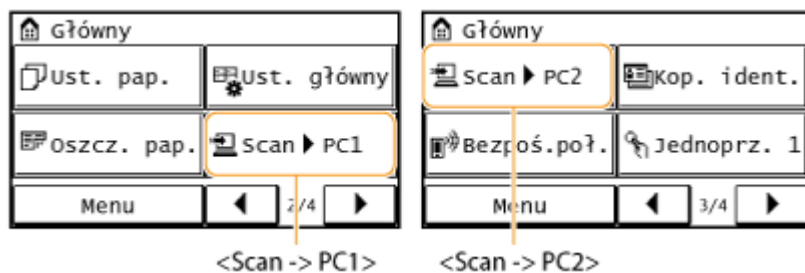 Główny
Ust. pap.
Ust. główny
Oszcz. pap.
Scan ▶ PC1
Menu
2/4
<Scan -> PC1>
Główny
Scan ▶ PC2
Kop. ident.
Bezpoś.poł.
Jednoprz. 1
Menu
3/4
<Scan -> PC2>